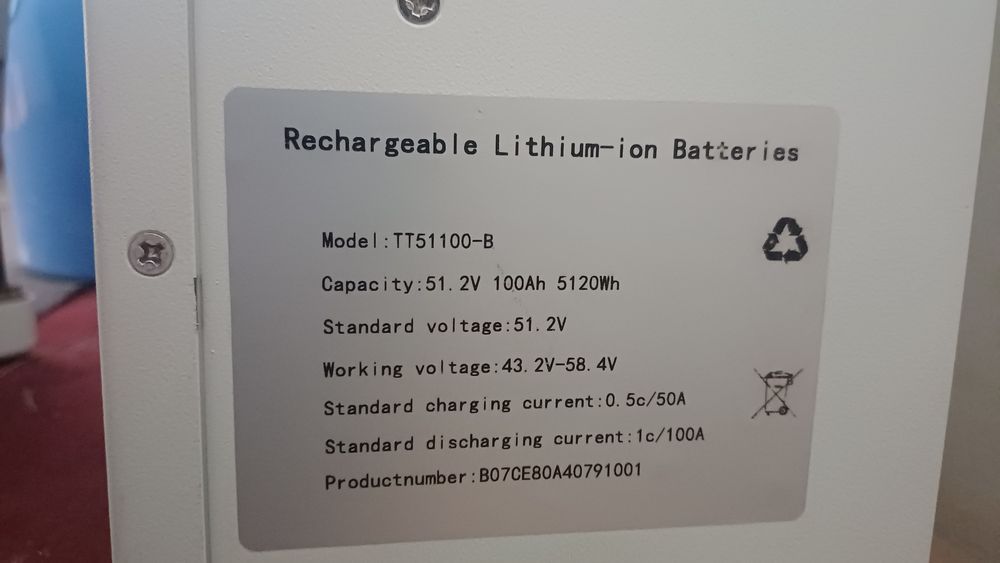 Rechargeable Lithium-ion Batteries
Model:TT51100-B
Capacity:51.2V 100Ah 5120Wh
Standard voltage:51.2V
Working voltage:43.2V-58.4V
Standard charging current:0.5c/50A
Standard discharging current:1c/100A
Productnumber:B07CE80A40791001